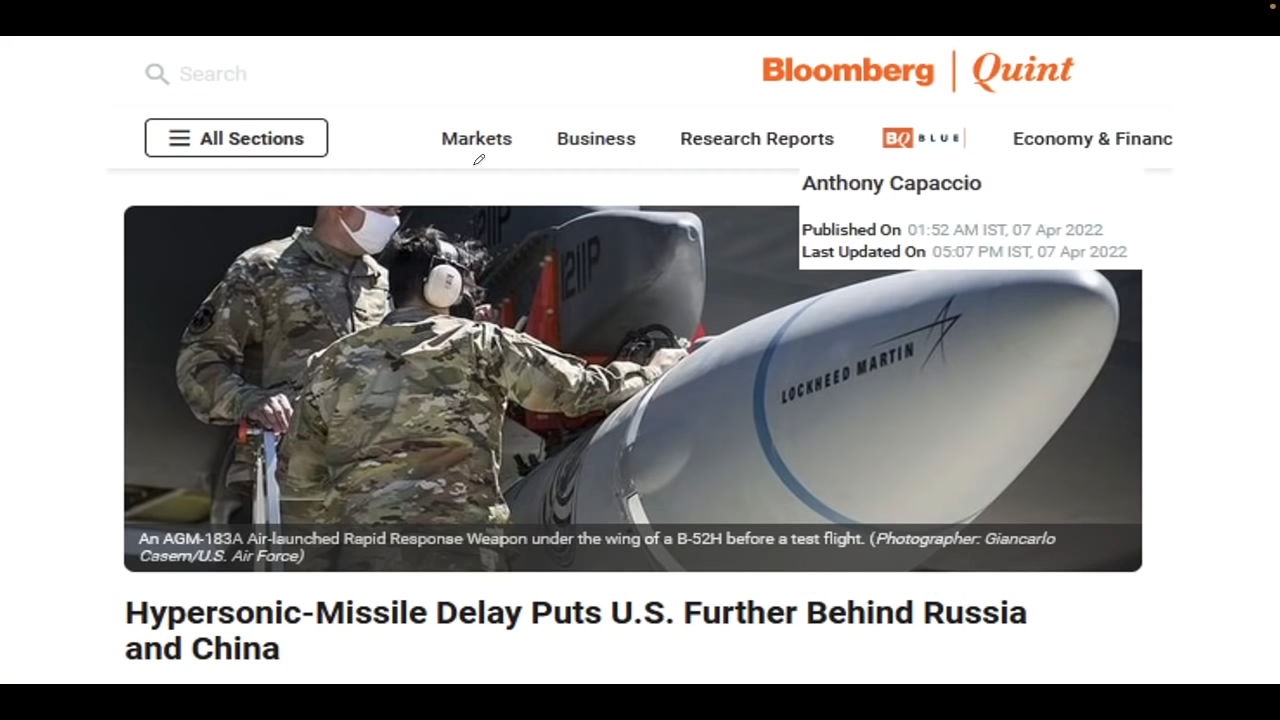 Search
Bloomberg | Quint
All Sections
Markets
Business
Research Reports
BQ BLUE
Economy & Financ
Anthony Capaccio
Published On 01:52 AM IST, 07 Apr 2022
Last Updated On 05:07 PM IST, 07 Apr 2022
1211P
1211P
LOCKHEED MARTIN
An AGM-183A Air-launched Rapid Response Weapon under the wing of a B-52H before a test flight. (Photographer: Giancarlo
Casem/U.S. Air Force)
Hypersonic-Missile Delay Puts U.S. Further Behind Russia
and China